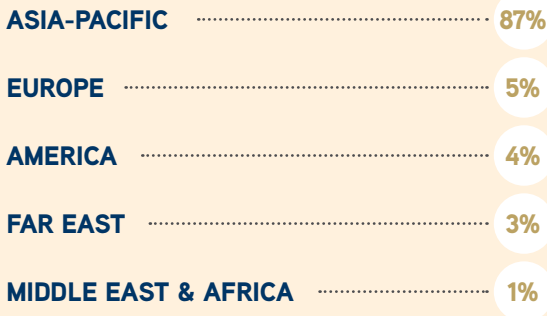 ASIA-PACIFIC 87%
EUROPE 5%
AMERICA 4%
FAR EAST 3%
MIDDLE EAST & AFRICA 1%